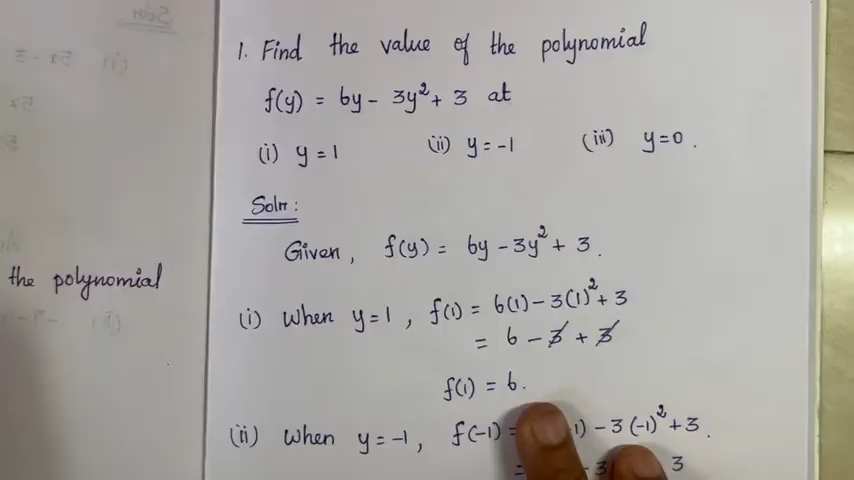 the polynomial
1. Find the value of the polynomial
f(y) = 6y - 3y² + 3 at
(i) y = 1 (ii) y = -1 (iii) y = 0.
Soln:
Given, f(y) = 6y - 3y² + 3.
(i) When y = 1, f(1) = 6(1) - 3(1)² + 3
= 6 - 3 + 3
f(1) = 6.
(ii) When y = -1, f(-1) = 1) - 3(-1)² + 3.
= 3 3